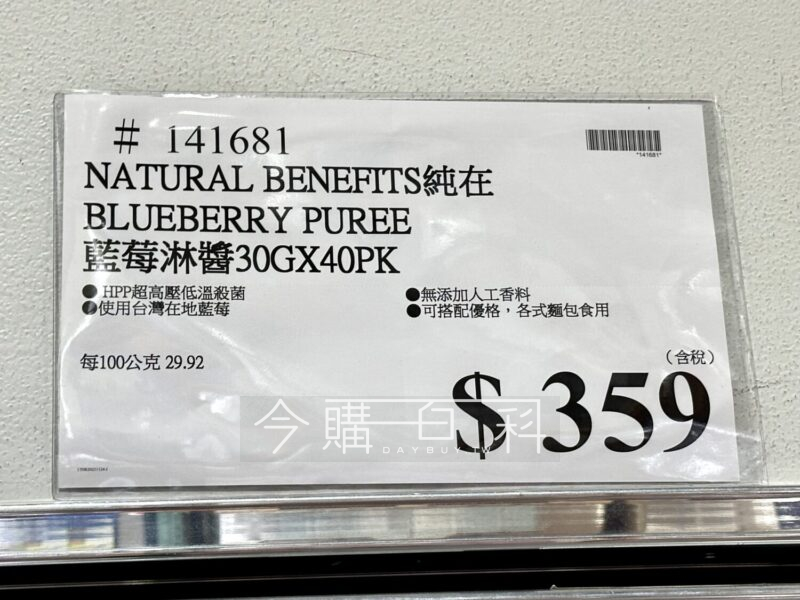 # 141681
*141681*
NATURAL BENEFITS純在
BLUEBERRY PUREE
藍莓淋醬30GX40PK
●HPP超高壓低溫殺菌
●使用台灣在地藍莓
●無添加人工香料
●可搭配優格，各式麵包食用
每100公克 29.92
（含稅）
$ 359
今購百科
DAYBUY.TW